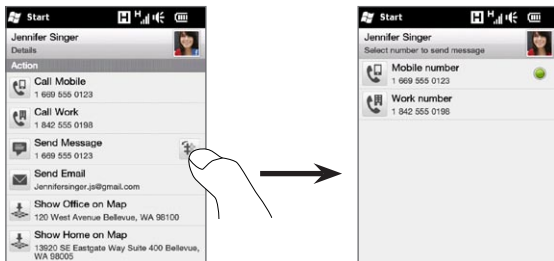 Start
Jennifer Singer
Details
Action
Call Mobile
1 669 555 0123
Call Work
1 842 555 0198
Send Message
1 669 555 0123
Send Email
Jennifersinger.js@gmail.com
Show Office on Map
120 West Avenue Bellevue, WA 98100
Show Home on Map
13920 SE Eastgate Way Suite 400 Bellevue,
WA 98005
Start
Jennifer Singer
Select number to send message
Mobile number
1 669 555 0123
Work number
1 842 555 0198